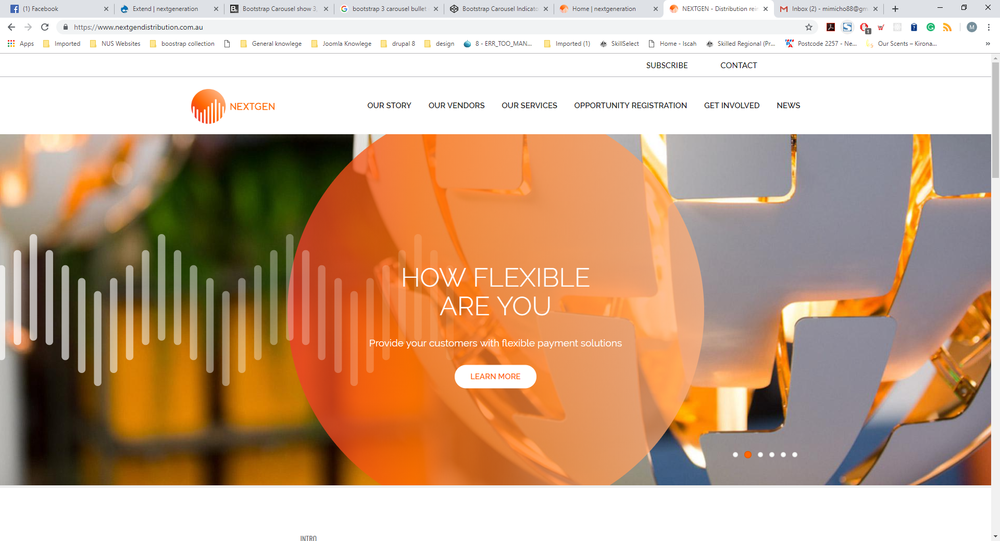 (1) Facebook
Extend | nextgeneration
Bootstrap Carousel show 3,
bootstrap 3 carousel bullet
Bootstrap Carousel Indicato
Home | nextgeneration
NEXTGEN - Distribution rein
Inbox (2) - mimicho88@gm
https://www.nextgendistribution.com.au
1
M
Apps
Imported
NUS Websites
boostrap collection
General knowlege
Joomla Knowlege
drupal 8
design
8 - ERR_TOO_MAN...
Imported (1)
SkillSelect
Home - Iscah
Skilled Regional (Pr...
Postcode 2257 - Ne...
Our Scents – Kirona...
»
SUBSCRIBE
CONTACT
NEXTGEN
OUR STORY
OUR VENDORS
OUR SERVICES
OPPORTUNITY REGISTRATION
GET INVOLVED
NEWS
HOW FLEXIBLE
ARE YOU
Provide your customers with flexible payment solutions
LEARN MORE
INTRO